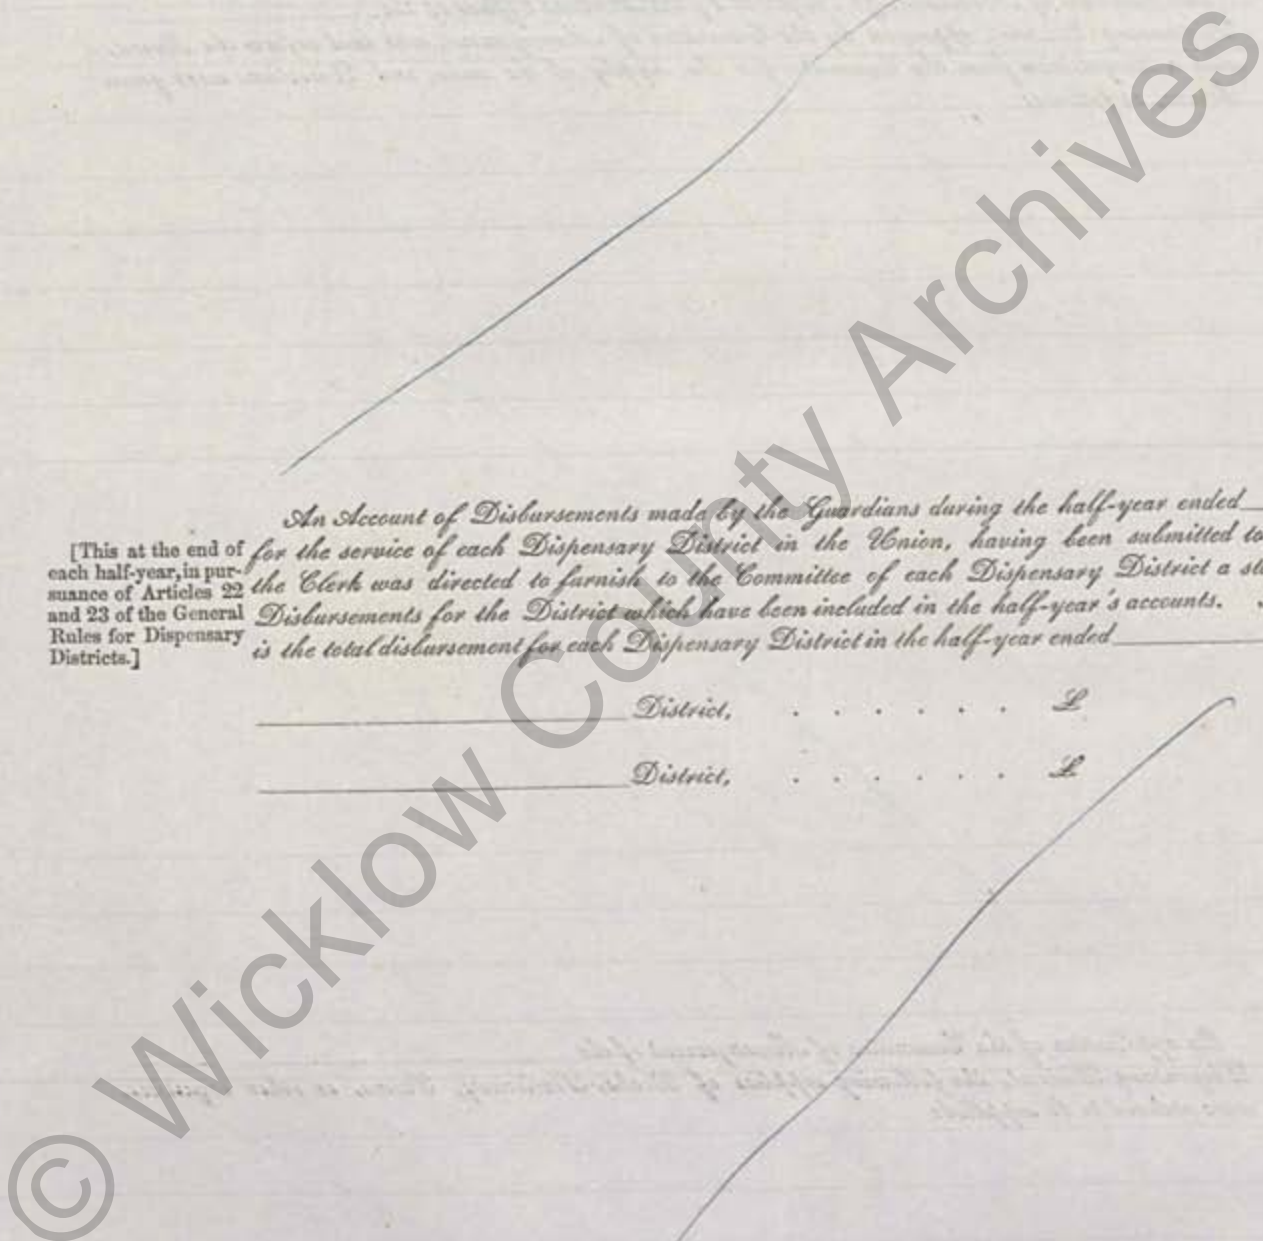 An Account of Disbursements made by the Guardians during the half-year ended
[This at the end of each half-year, in pur-
suance of Articles 22
and 23 of the General
Rules for Dispensary
Districts.]
for the service of each Dispensary District in the Union, having been submitted to
the Clerk was directed to furnish to the Committee of each Dispensary District a
Disbursements for the District which have been included in the half-year's accounts.
is the total disbursement for each Dispensary District in the half-year ended
District, . . . . . . £
District, . . . . . . £
© Wicklow County Archives